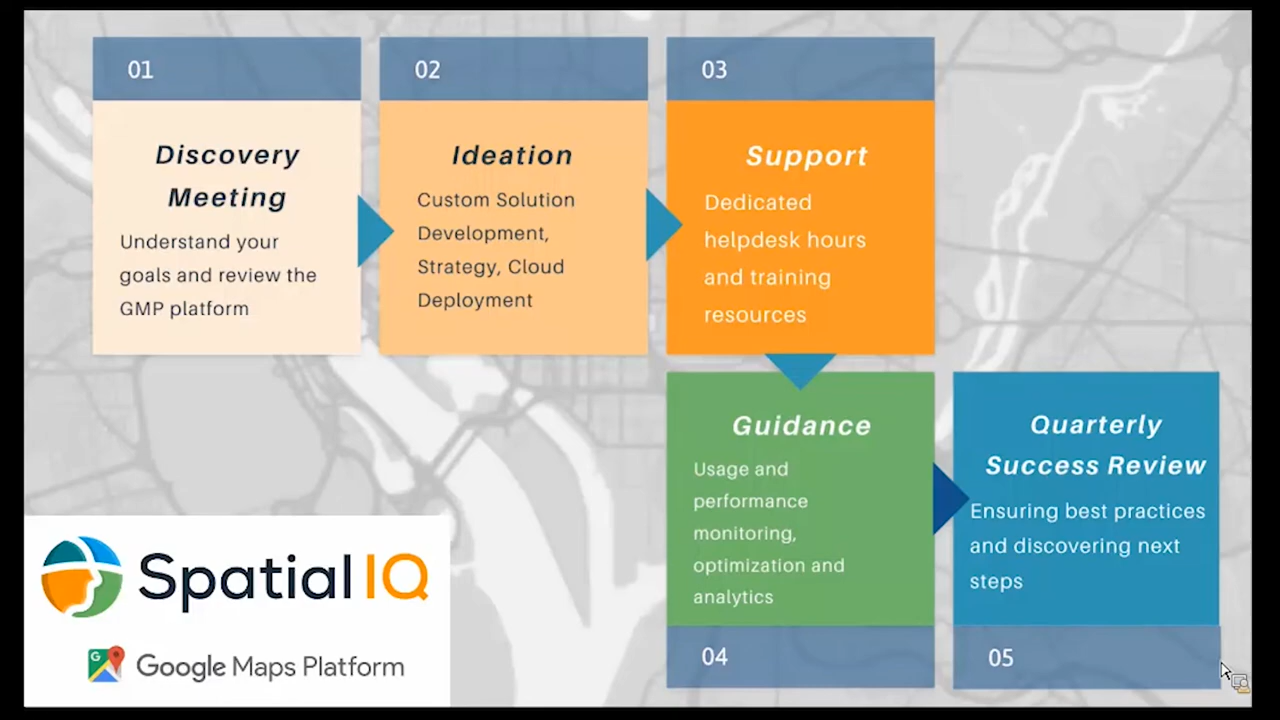 01
Discovery
Meeting
Understand your
goals and review the
GMP platform
02
Ideation
Custom Solution
Development,
Strategy, Cloud
Deployment
03
Support
Dedicated
helpdesk hours
and training
resources
Guidance
Usage and
performance
monitoring,
optimization and
analytics
04
Quarterly
Success Review
Ensuring best practices
and discovering next
steps
05
Spatial IQ
G
Google Maps Platform